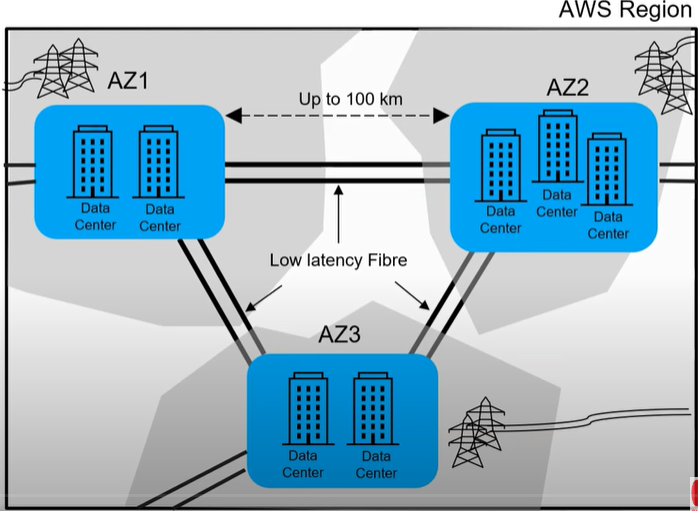 AWS Region
AZ1
AZ2
Up to 100 km
Data
Center
Data
Center
Data
Center
Data
Center
Data
Center
Low latency Fibre
AZ3
Data
Center
Data
Center